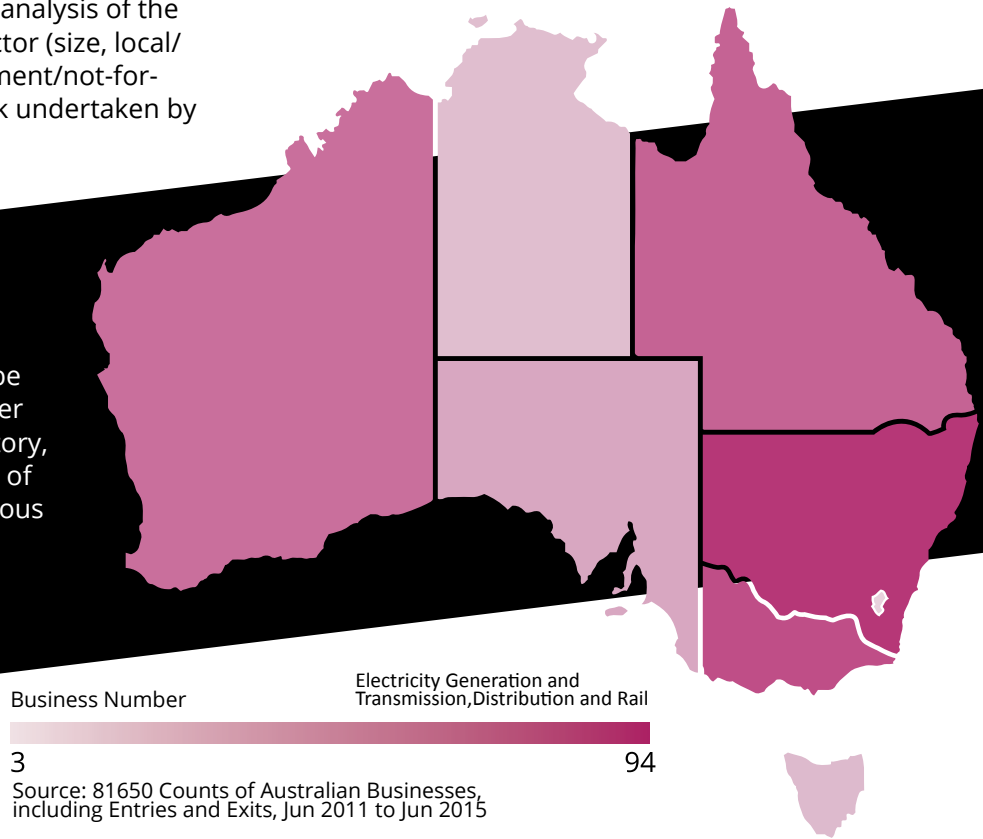 analysis of the
ctor (size, local/
ment/not-for-
k undertaken by
be
er
tory,
of
ous
Business Number
Electricity Generation and
Transmission,Distribution and Rail
3
94
Source: 81650 Counts of Australian Businesses,
including Entries and Exits, Jun 2011 to Jun 2015